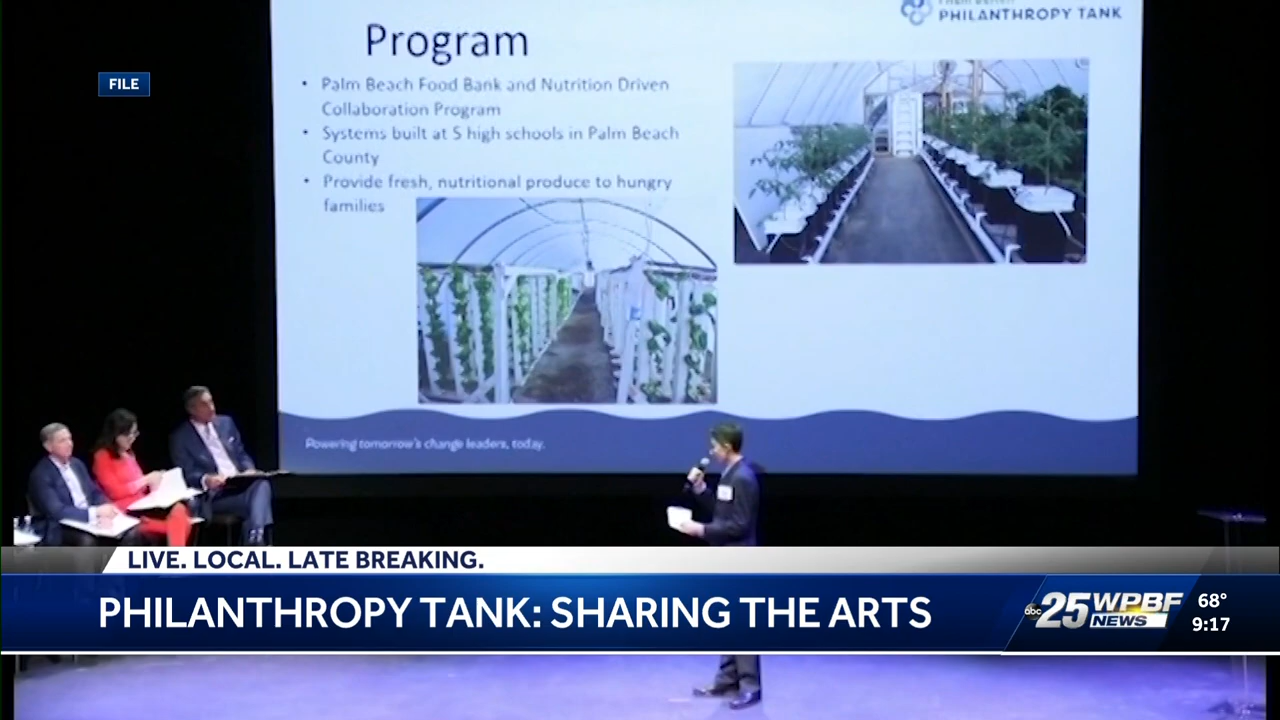 PHILANTHROPY TANK
Program
FILE
• Palm Beach Food Bank and Nutrition Driven
Collaboration Program
• Systems built at 5 high schools in Palm Beach
County
• Provide fresh, nutritional produce to hungry
families
Powering tomorrow's change leaders, today.
LIVE. LOCAL. LATE BREAKING.
PHILANTHROPY TANK: SHARING THE ARTS
abc 25 WPBF NEWS
68°
9:17